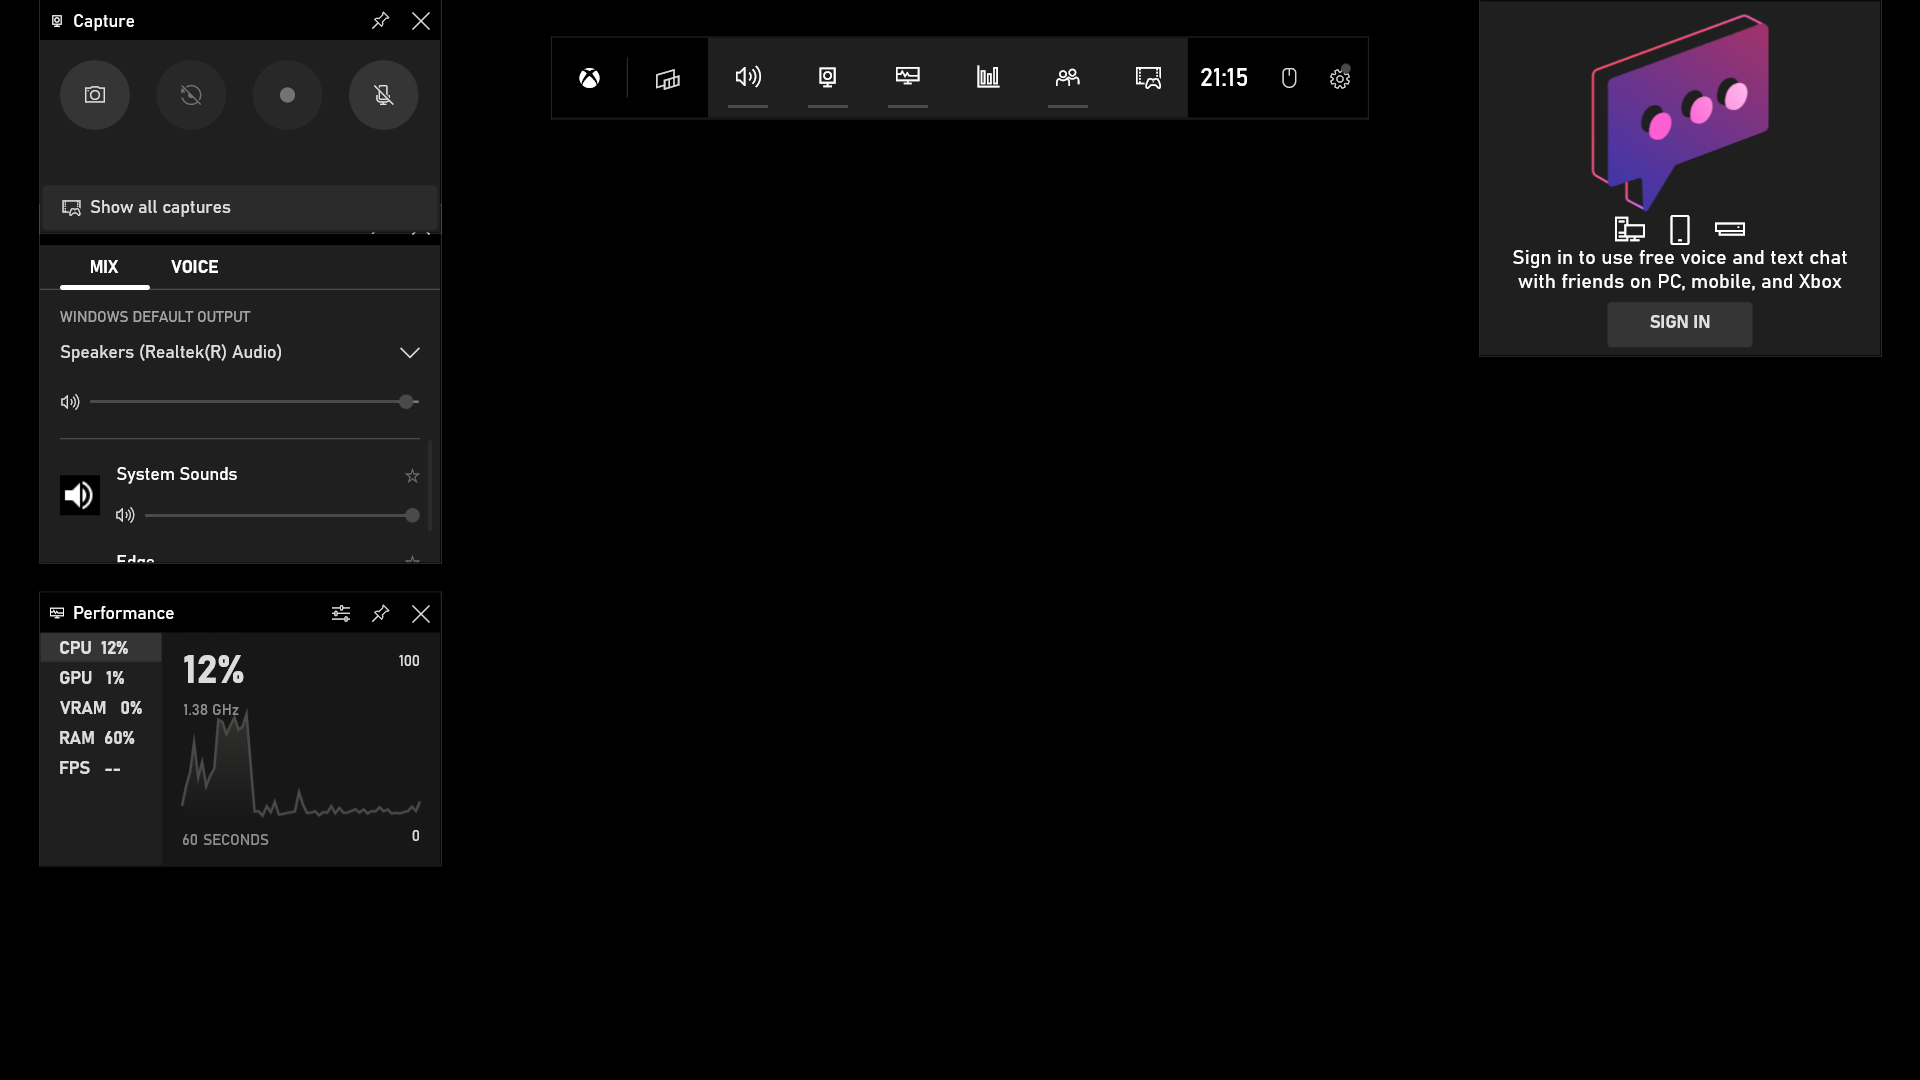 Capture
Show all captures
MIX VOICE
WINDOWS DEFAULT OUTPUT
Speakers (Realtek(R) Audio)
System Sounds
Edge
Performance
CPU 12%
GPU 1%
VRAM 0%
RAM 60%
FPS --
12%
100
1.38 GHz
60 SECONDS
0
21:15
Sign in to use free voice and text chat
with friends on PC, mobile, and Xbox
SIGN IN